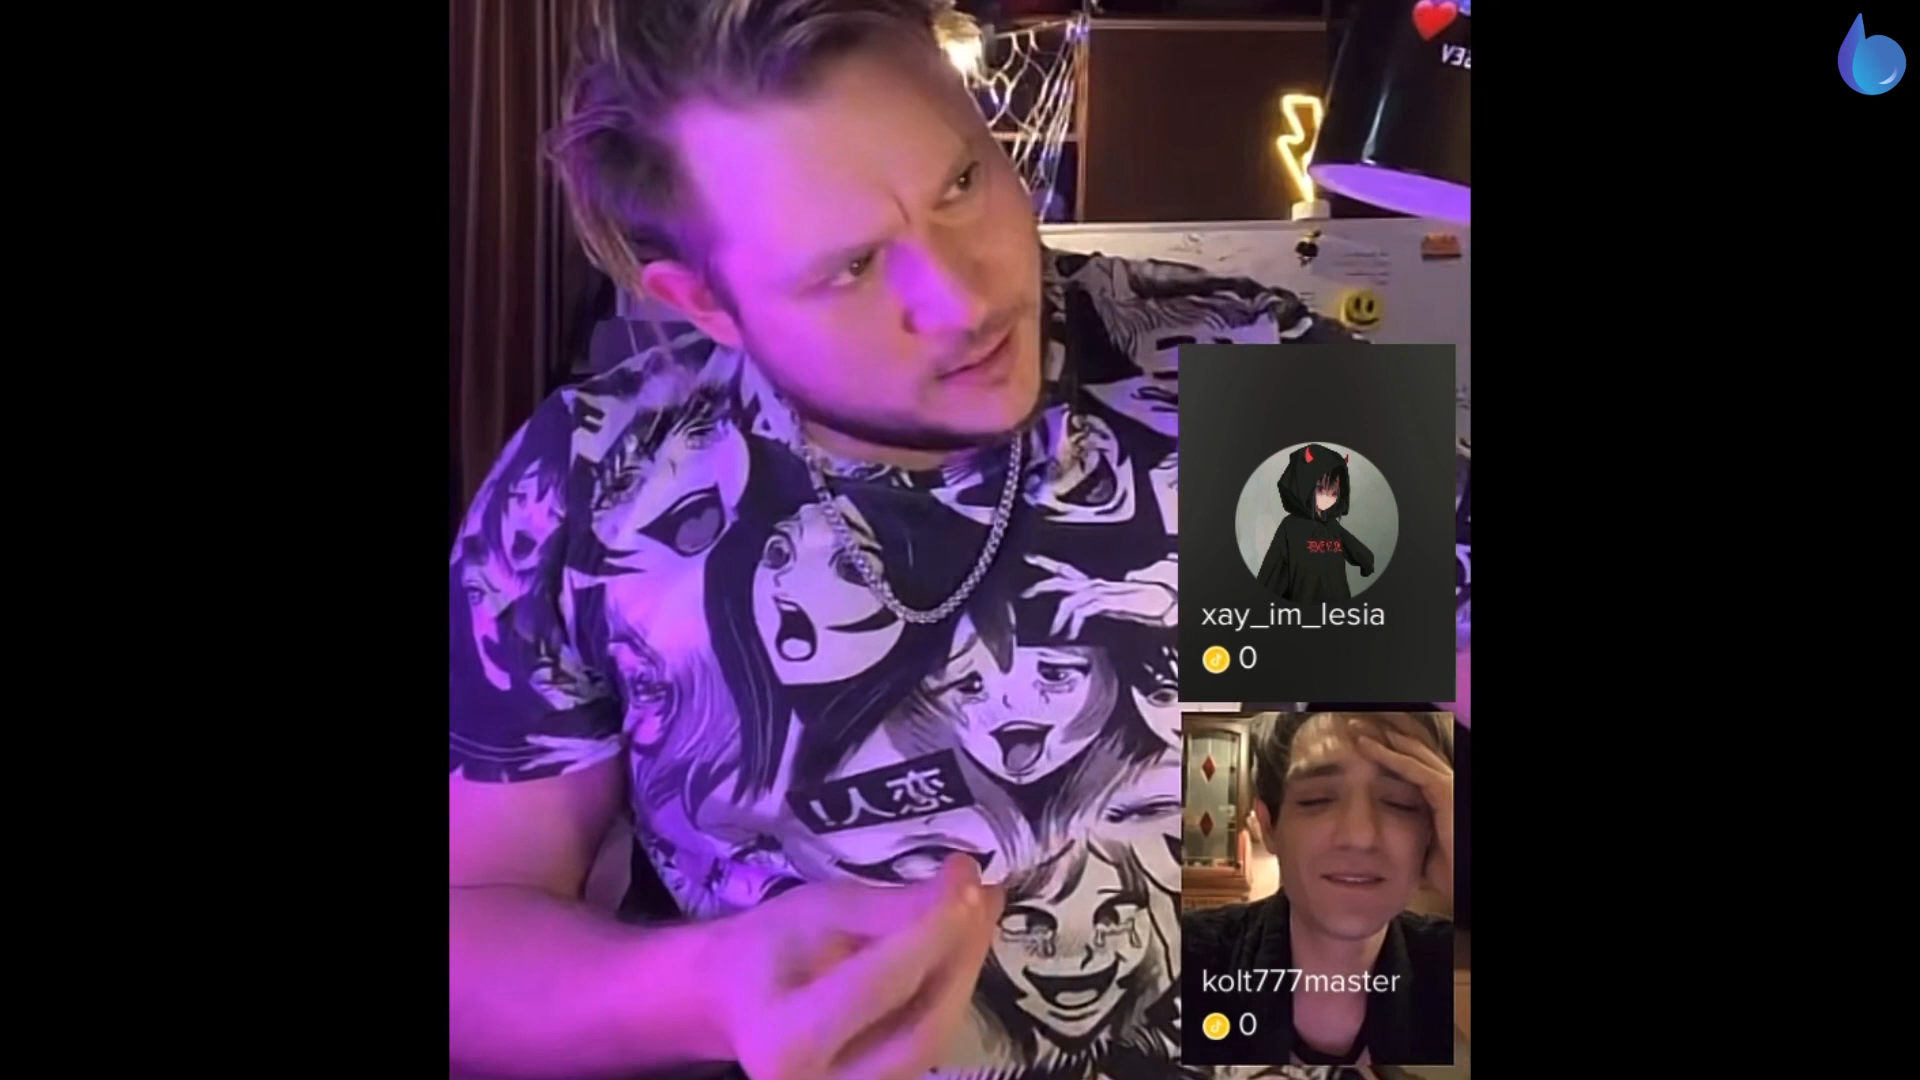 xay_im_lesia
0
恋人!
kolt777master
0